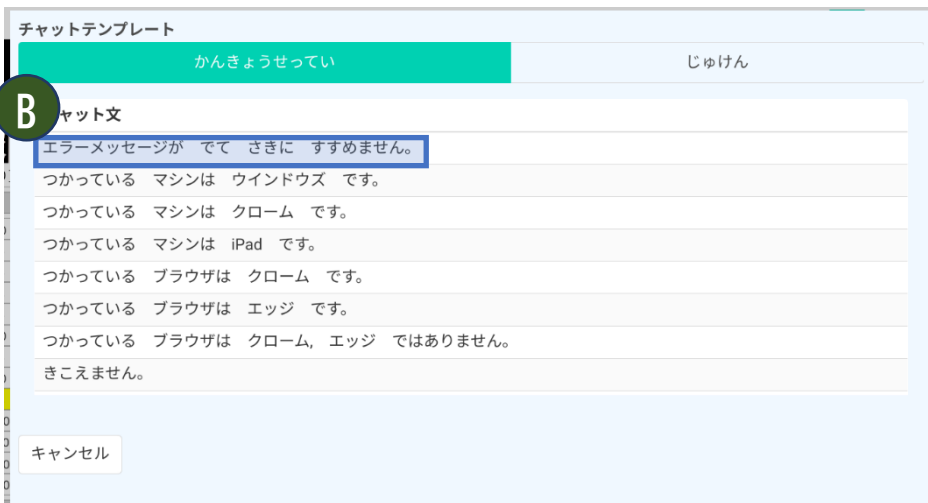 チャットテンプレート
かんきょうせってい　じゅけん
B
ャット文
エラーメッセージが　でて　さきに　すすめません。
つかっている　マシンは　ウインドウズ　です。
つかっている　マシンは　クローム　です。
つかっている　マシンは　iPad　です。
つかっている　ブラウザは　クローム　です。
つかっている　ブラウザは　エッジ　です。
つかっている　ブラウザは　クローム,　エッジ　ではありません。
きこえません。
キャンセル